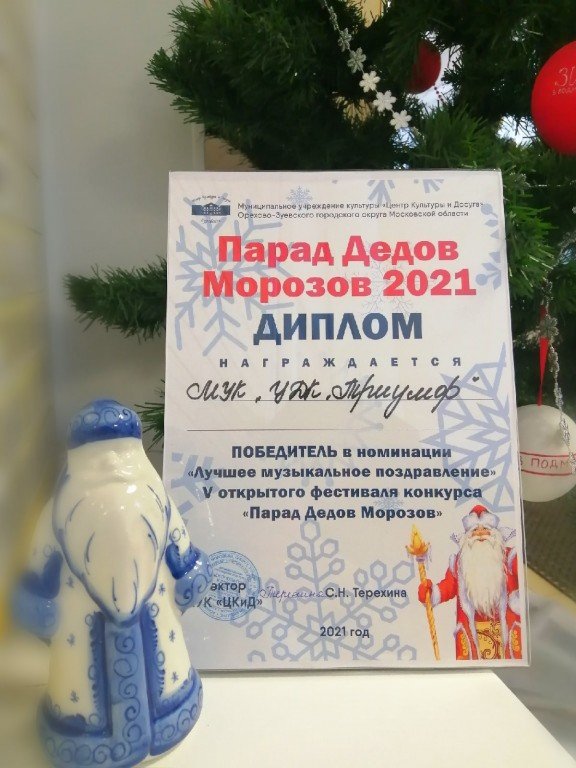 Муниципальное учреждение культуры «Центр Культуры и Досуга»
Орехово-Зуевского городского округа Московской области
Парад Дедов
Морозов 2021
ДИПЛОМ
НАГРАЖДАЕТСЯ
МУК „ЦДК „Триумф"
ПОБЕДИТЕЛЬ в номинации
«Лучшее музыкальное поздравление»
V открытого фестиваля конкурса
«Парад Дедов Морозов»
С.Н. Терехина
«ЦКиД»
2021 год